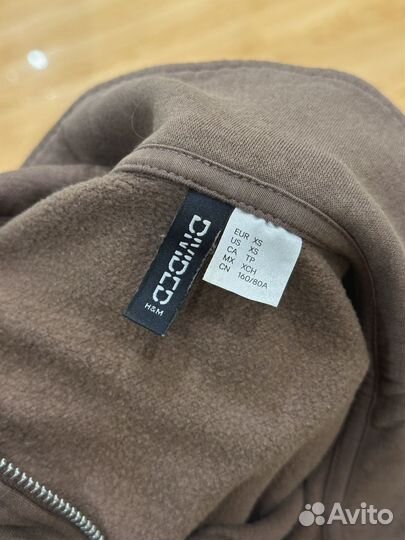 DIVIDED
H&M
EUR XS
US XS
CA TP
MX XCH
CN 160/80A
Avito